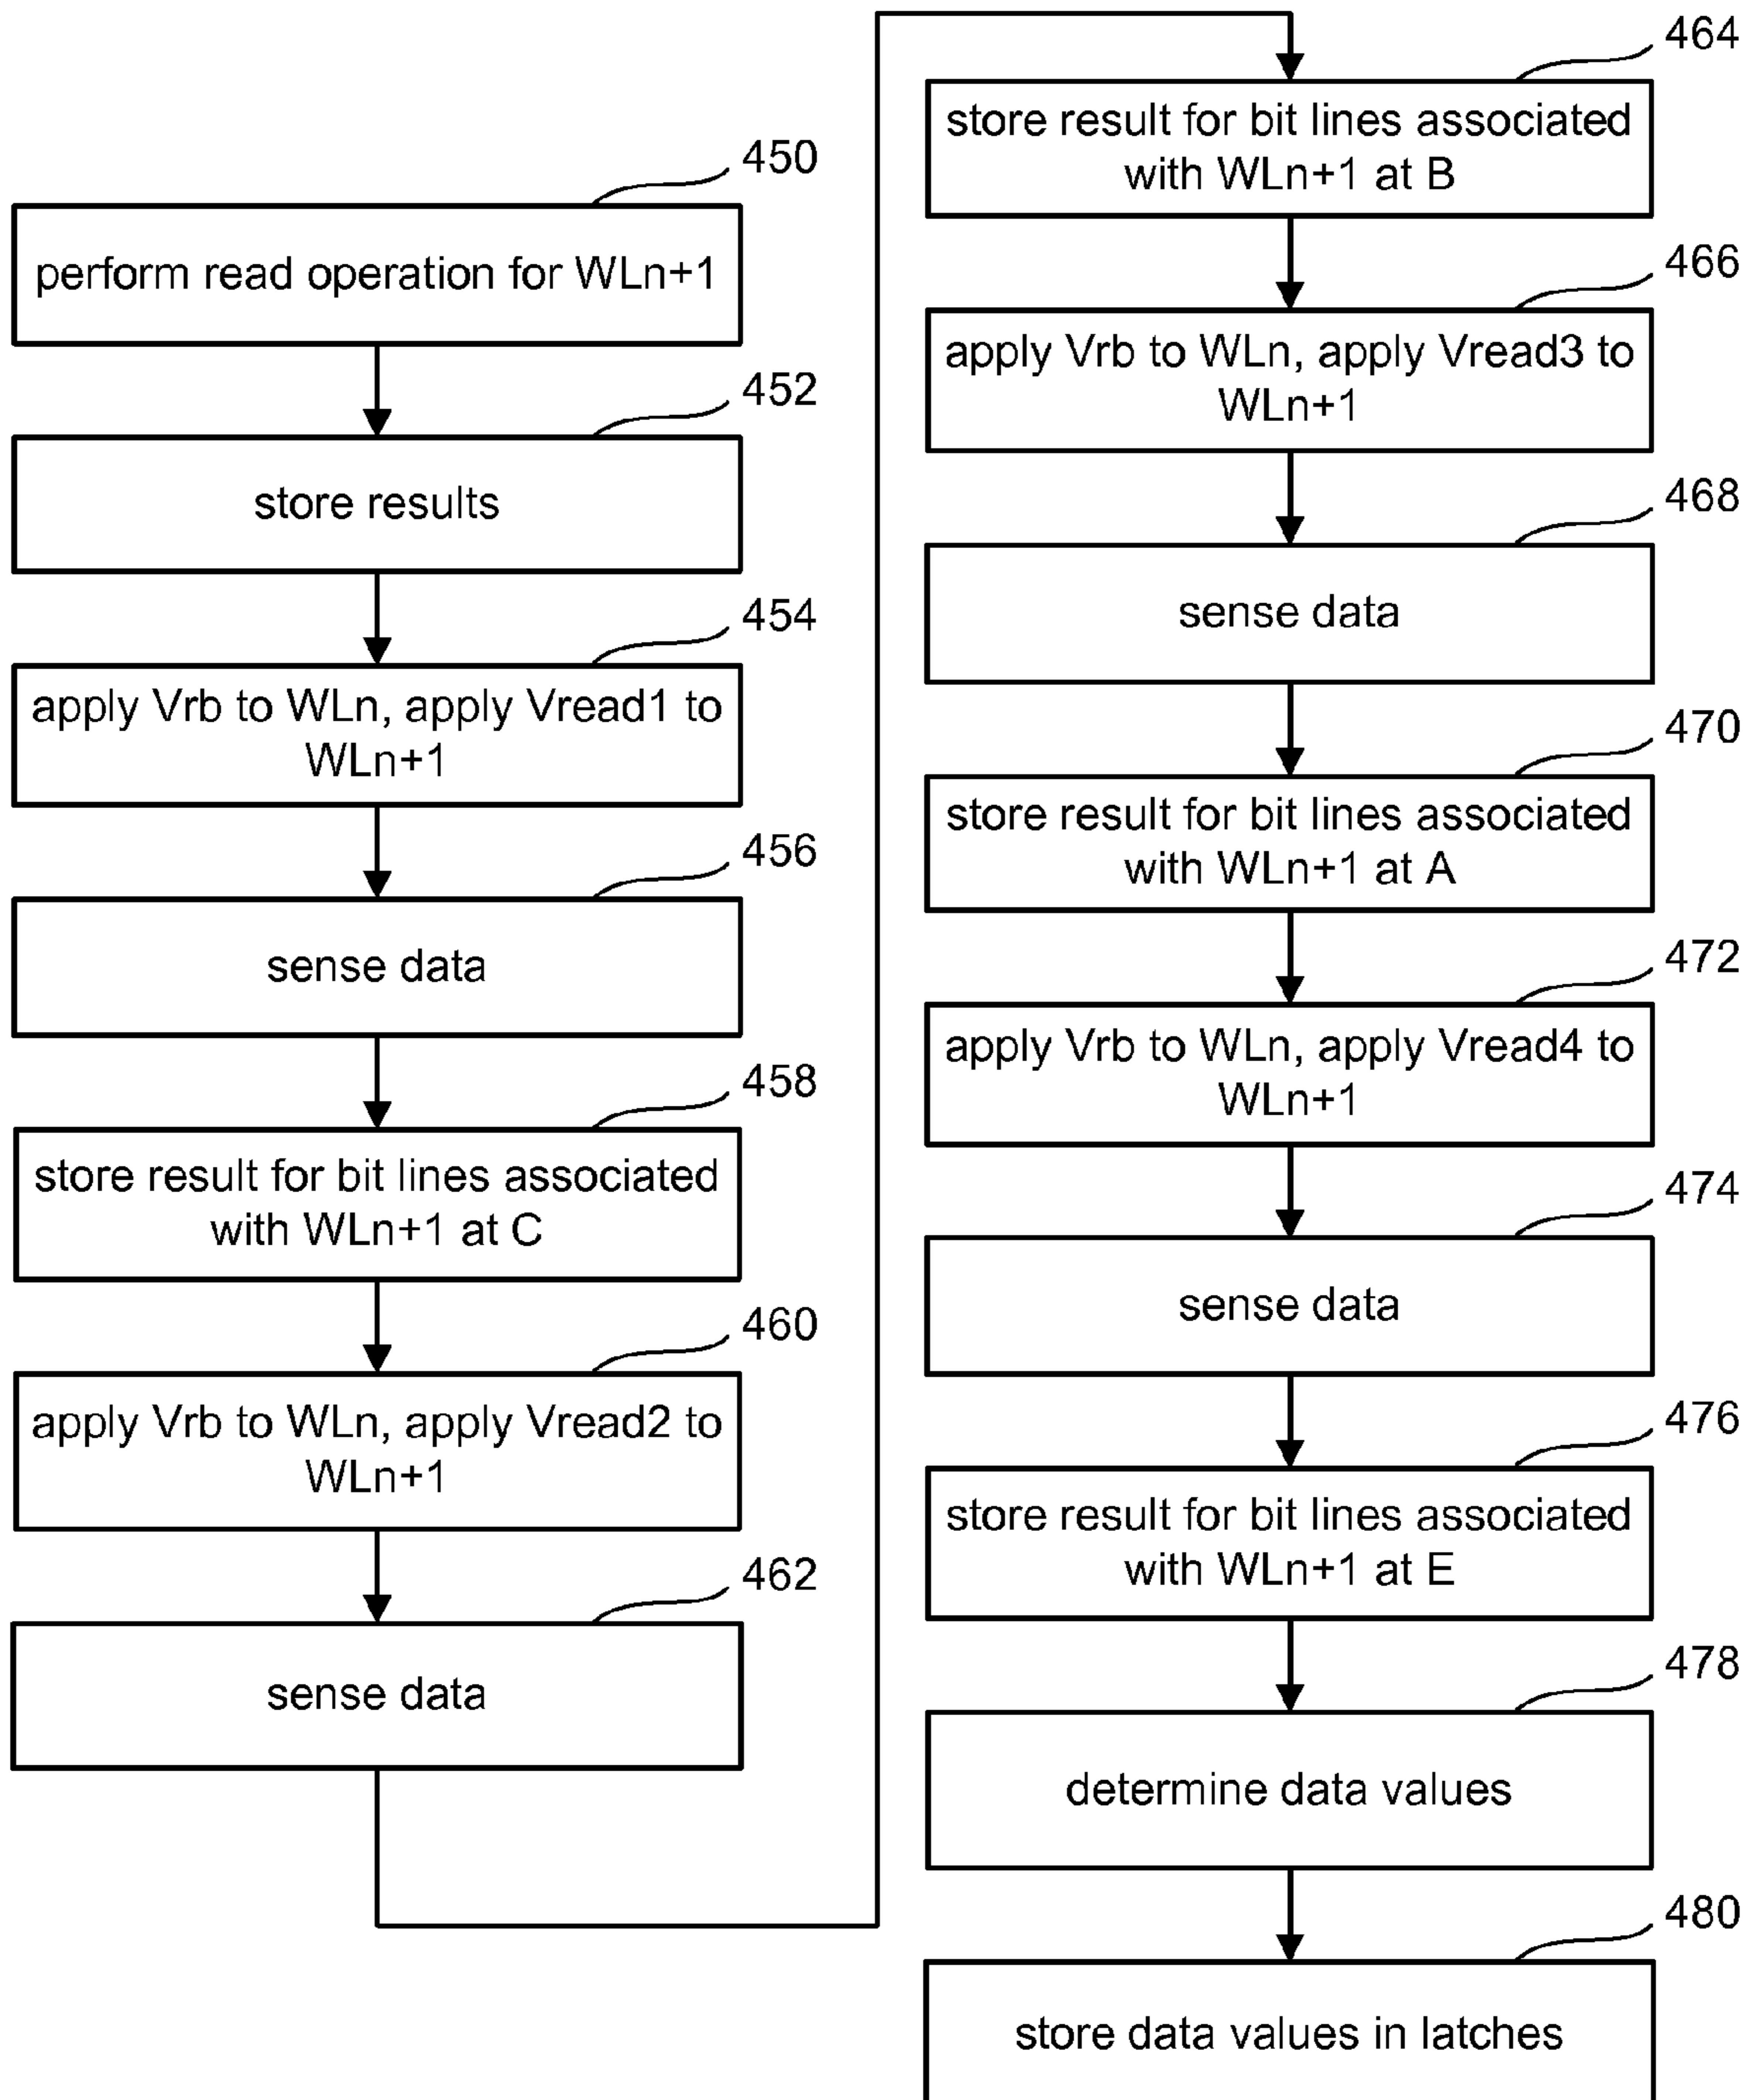 450
perform read operation for WLn+1
452
store results
454
apply Vrb to WLn, apply Vread1 to
WLn+1
456
sense data
458
store result for bit lines associated
with WLn+1 at C
460
apply Vrb to WLn, apply Vread2 to
WLn+1
462
sense data
464
store result for bit lines associated
with WLn+1 at B
466
apply Vrb to WLn, apply Vread3 to
WLn+1
468
sense data
470
store result for bit lines associated
with WLn+1 at A
472
apply Vrb to WLn, apply Vread4 to
WLn+1
474
sense data
476
store result for bit lines associated
with WLn+1 at E
478
determine data values
480
store data values in latches